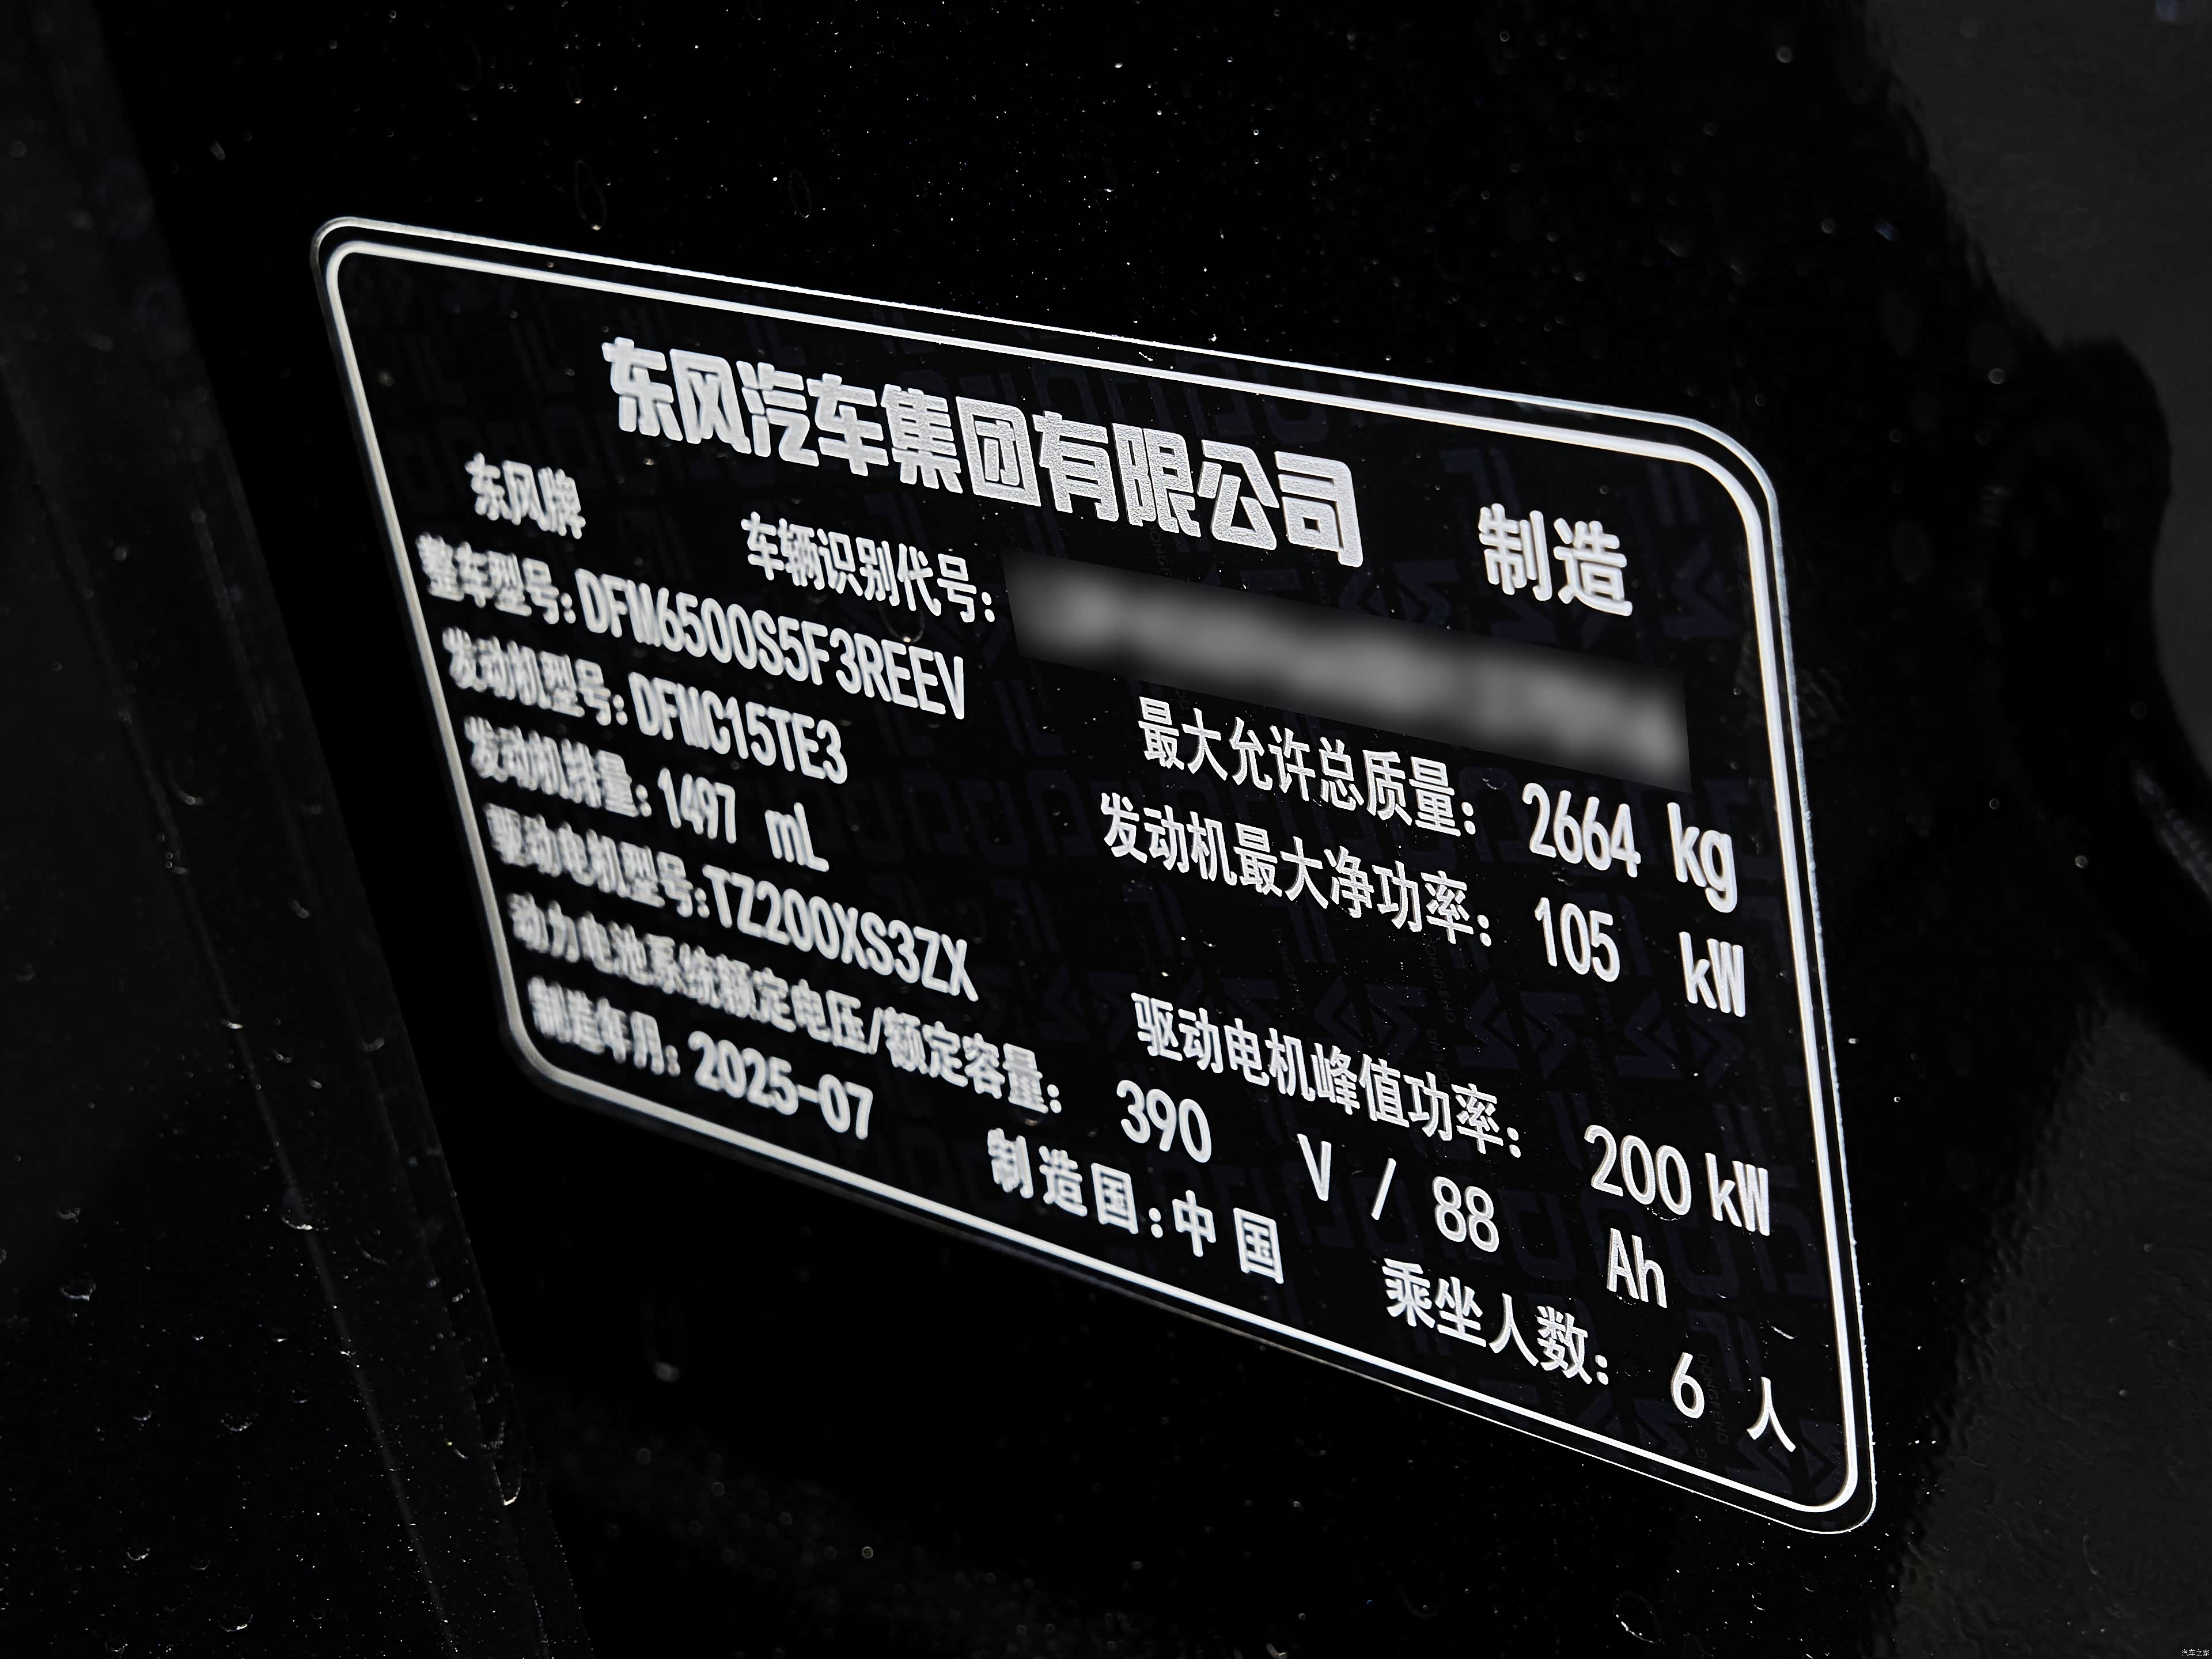 东风汽车集团有限公司 制造
东风牌 车辆识别代号:
整车型号:DFM6500S5F3REEV 最大允许总质量: 2664 kg
发动机型号:DFMC15TE3 发动机最大净功率: 105 kW
发动机排量:1497 mL
驱动电机型号:TZ200XS3ZX 驱动电机峰值功率: 200 kW
动力电池系统额定电压/额定容量: 390 V / 88 Ah
制造年月:2025-07 制造国:中国 乘坐人数: 6 人
汽车之家